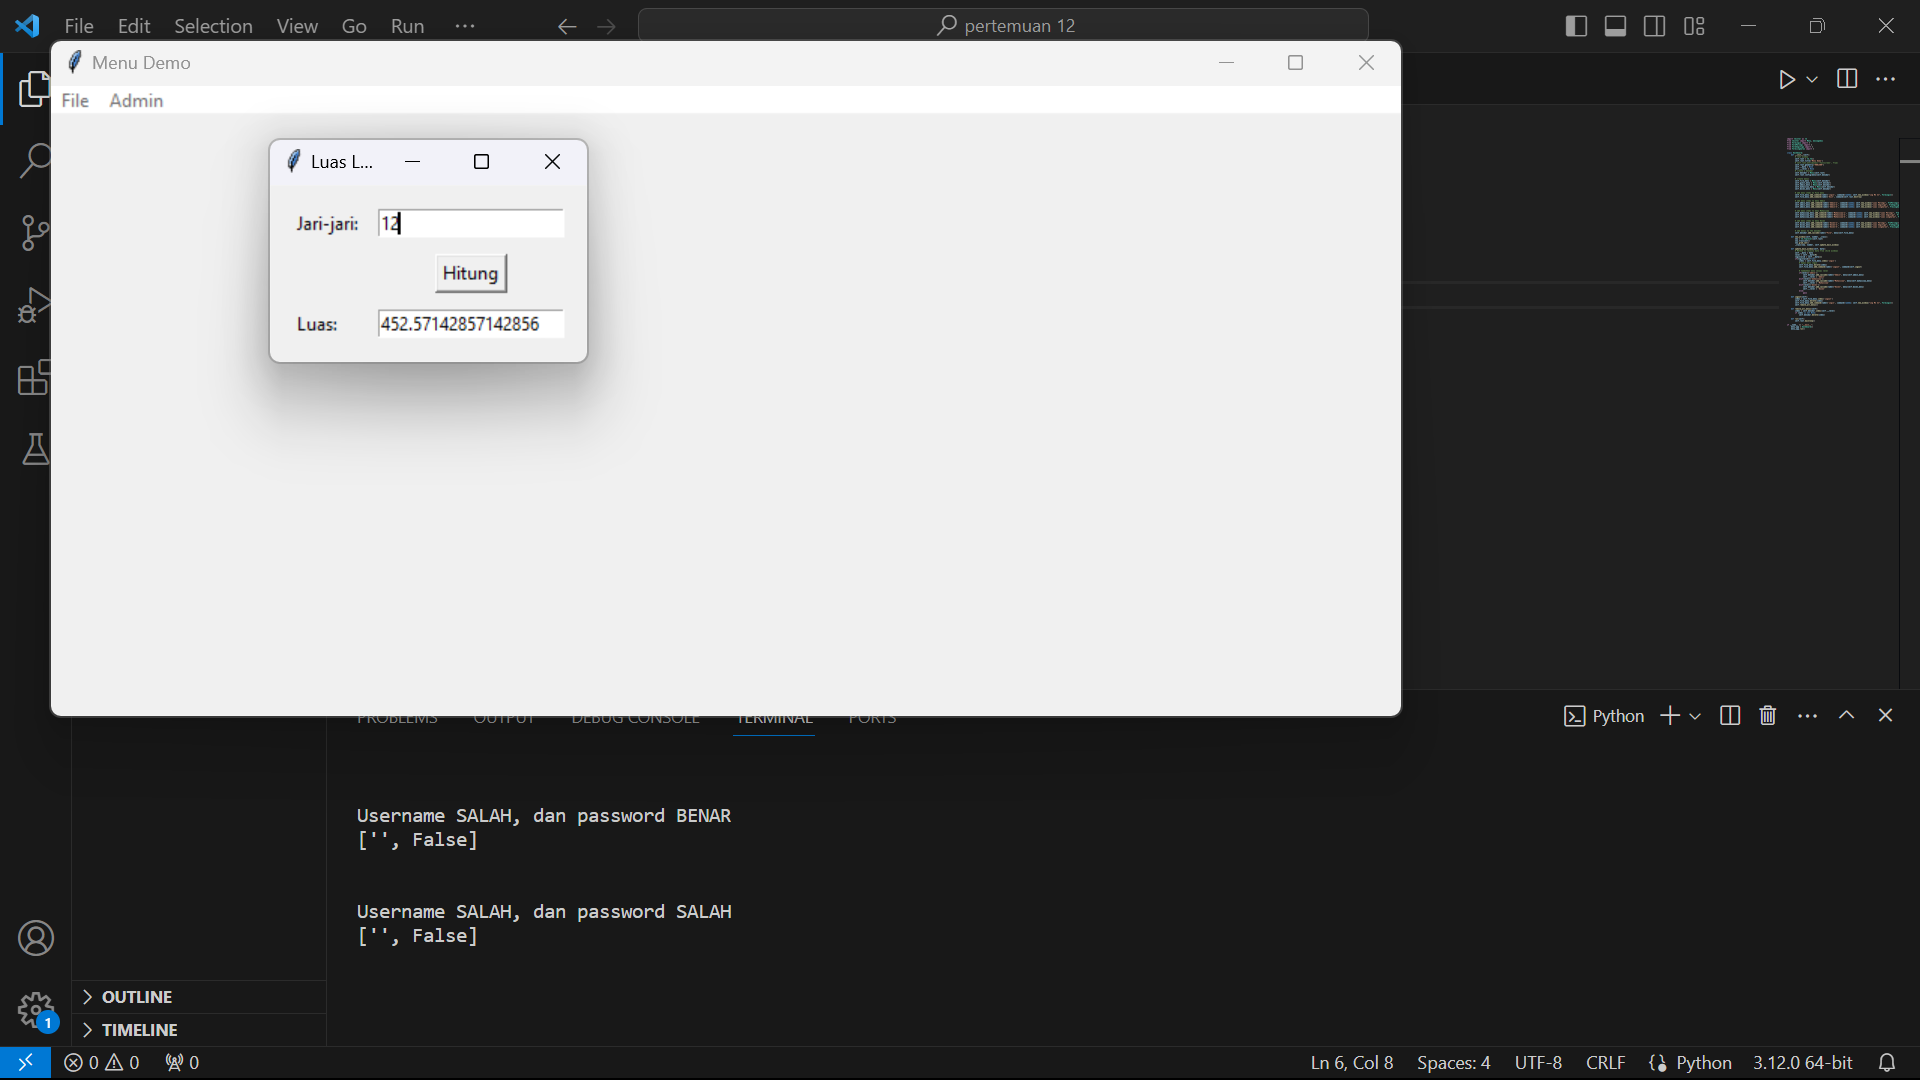 File Edit Selection View Go Run ··· pertemuan 12
Menu Demo
File Admin
Luas L...
Jari-jari: 12
Hitung
Luas: 452.57142857142856
PROBLEMS OUTPUT DEBUG CONSOLE TERMINAL PORTS
Python
Username SALAH, dan password BENAR
['', False]
Username SALAH, dan password SALAH
['', False]
OUTLINE
1
TIMELINE
0 0 0 Ln 6, Col 8 Spaces: 4 UTF-8 CRLF Python 3.12.0 64-bit